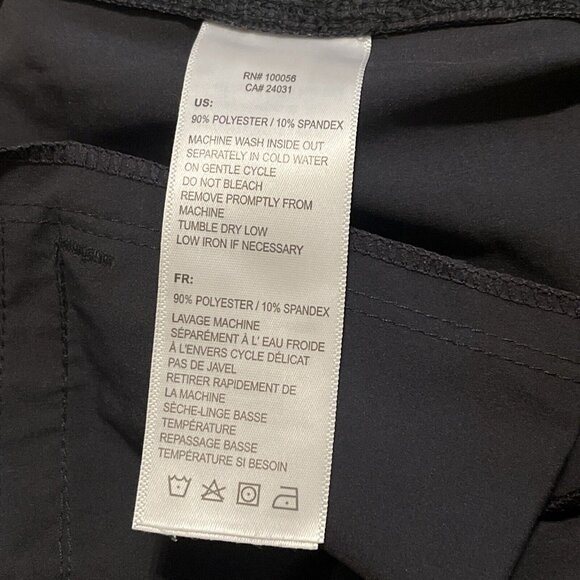 RN# 100056
CA# 24031
US:
90% POLYESTER / 10% SPANDEX
MACHINE WASH INSIDE OUT
SEPARATELY IN COLD WATER
ON GENTLE CYCLE
DO NOT BLEACH
REMOVE PROMPTLY FROM
MACHINE
TUMBLE DRY LOW
LOW IRON IF NECESSARY
FR:
90% POLYESTER / 10% SPANDEX
LAVAGE MACHINE
SÉPARÉMENT À L' EAU FROIDE
À L'ENVERS CYCLE DÉLICAT
PAS DE JAVEL
RETIRER RAPIDEMENT DE
LA MACHINE
SÈCHE-LINGE BASSE
TEMPÉRATURE
REPASSAGE BASSE
TEMPÉRATURE SI BESOIN